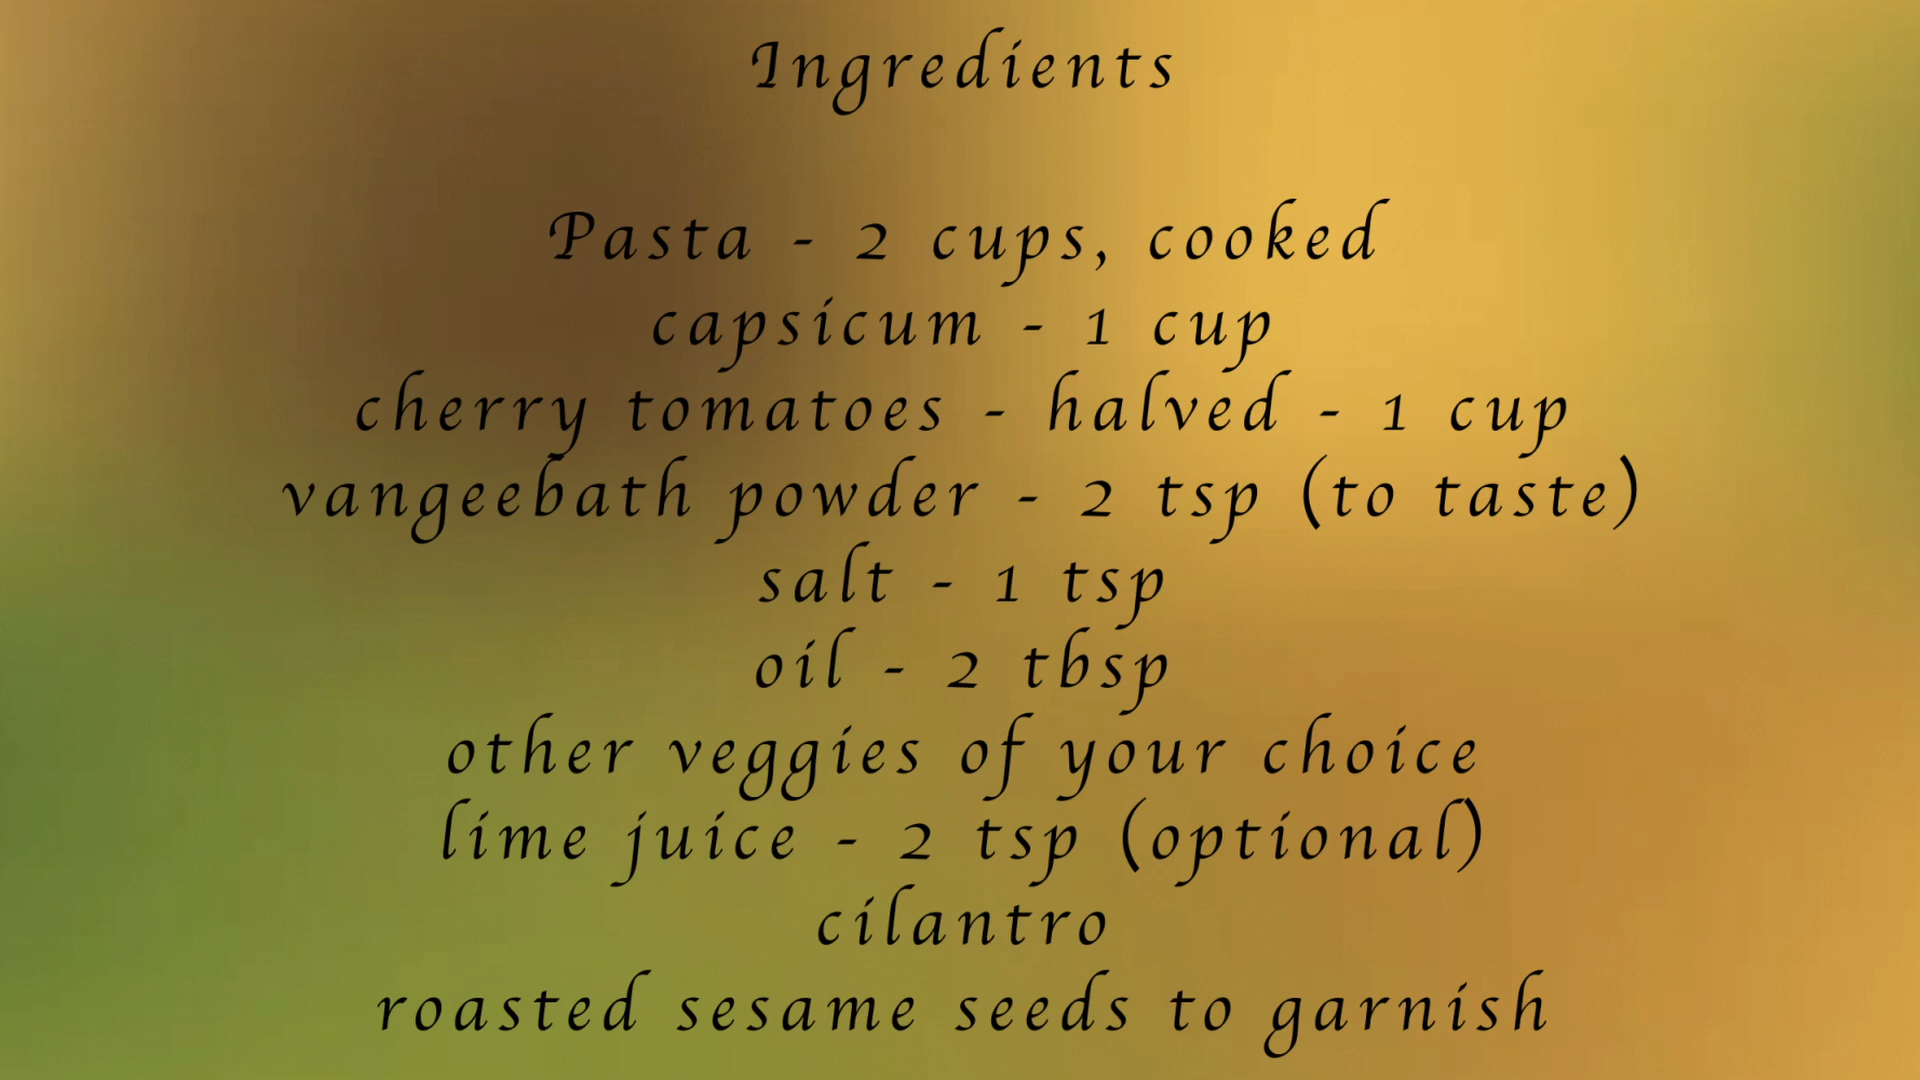 Ingredients
Pasta - 2 cups, cooked
capsicum - 1 cup
cherry tomatoes - halved - 1 cup
vangeebath powder - 2 tsp (to taste)
salt - 1 tsp
oil - 2 tbsp
other veggies of your choice
lime juice - 2 tsp (optional)
cilantro
roasted sesame seeds to garnish